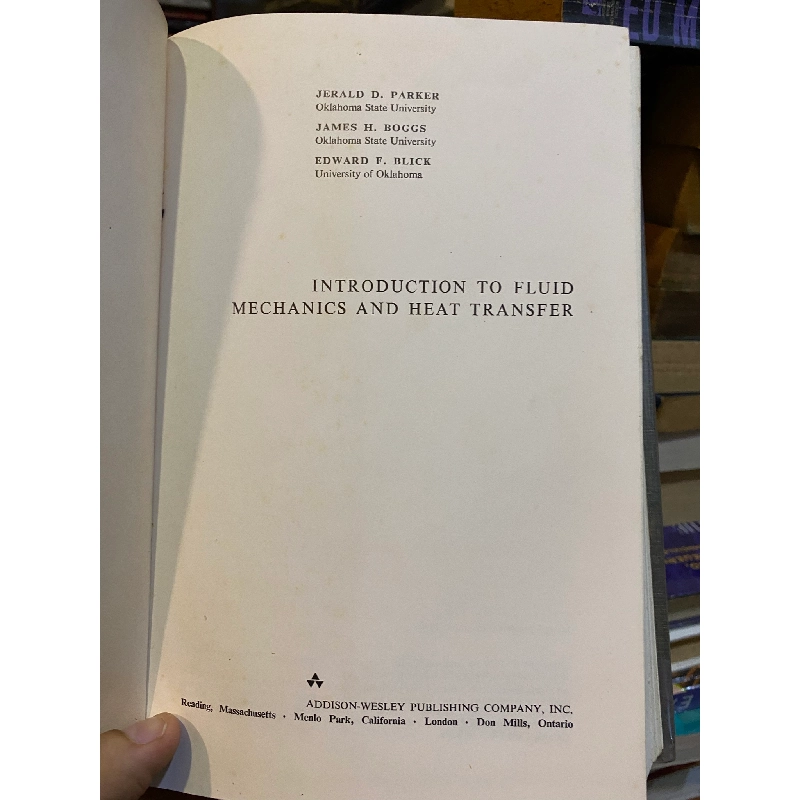 JERALD D. PARKER
Oklahoma State University
JAMES H. BOGGS
Oklahoma State University
EDWARD F. BLICK
University of Oklahoma
INTRODUCTION TO FLUID
MECHANICS AND HEAT TRANSFER
ADDISON-WESLEY PUBLISHING COMPANY, INC.
Reading, Massachusetts · Menlo Park, California · London · Don Mills, Ontario